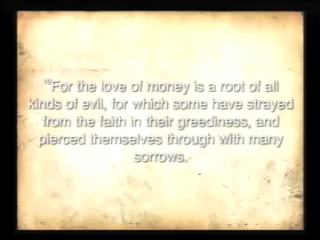 10For the love of money is a root of all
kinds of evil, for which some have strayed
from the faith in their greediness, and
pierced themselves through with many
sorrows.